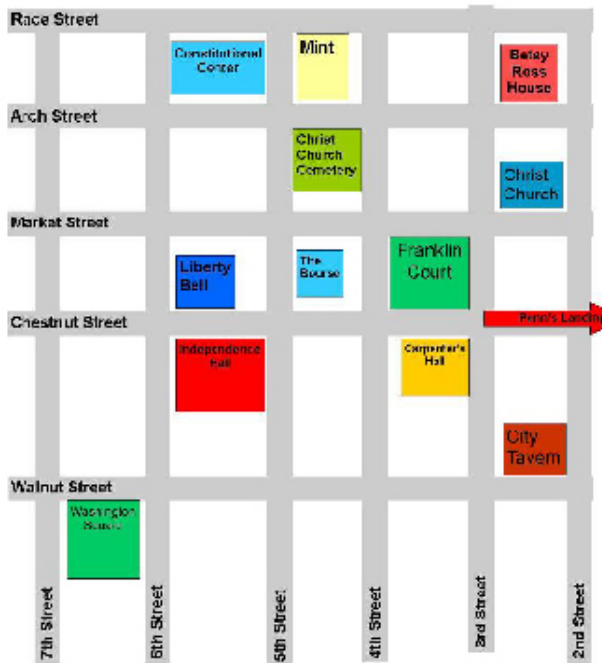 Race Street
Constitutional
Center
Mint
Betsy
Ross
House
Arch Street
Christ
Church
Cemetery
Christ
Church
Market Street
Liberty
Bell
The
Bourse
Franklin
Court
Chestnut Street
Penn's Landing
Independence
Hall
Carpenter's
Hall
City
Tavern
Walnut Street
Washington
Square
7th Street
6th Street
5th Street
4th Street
3rd Street
2nd Street